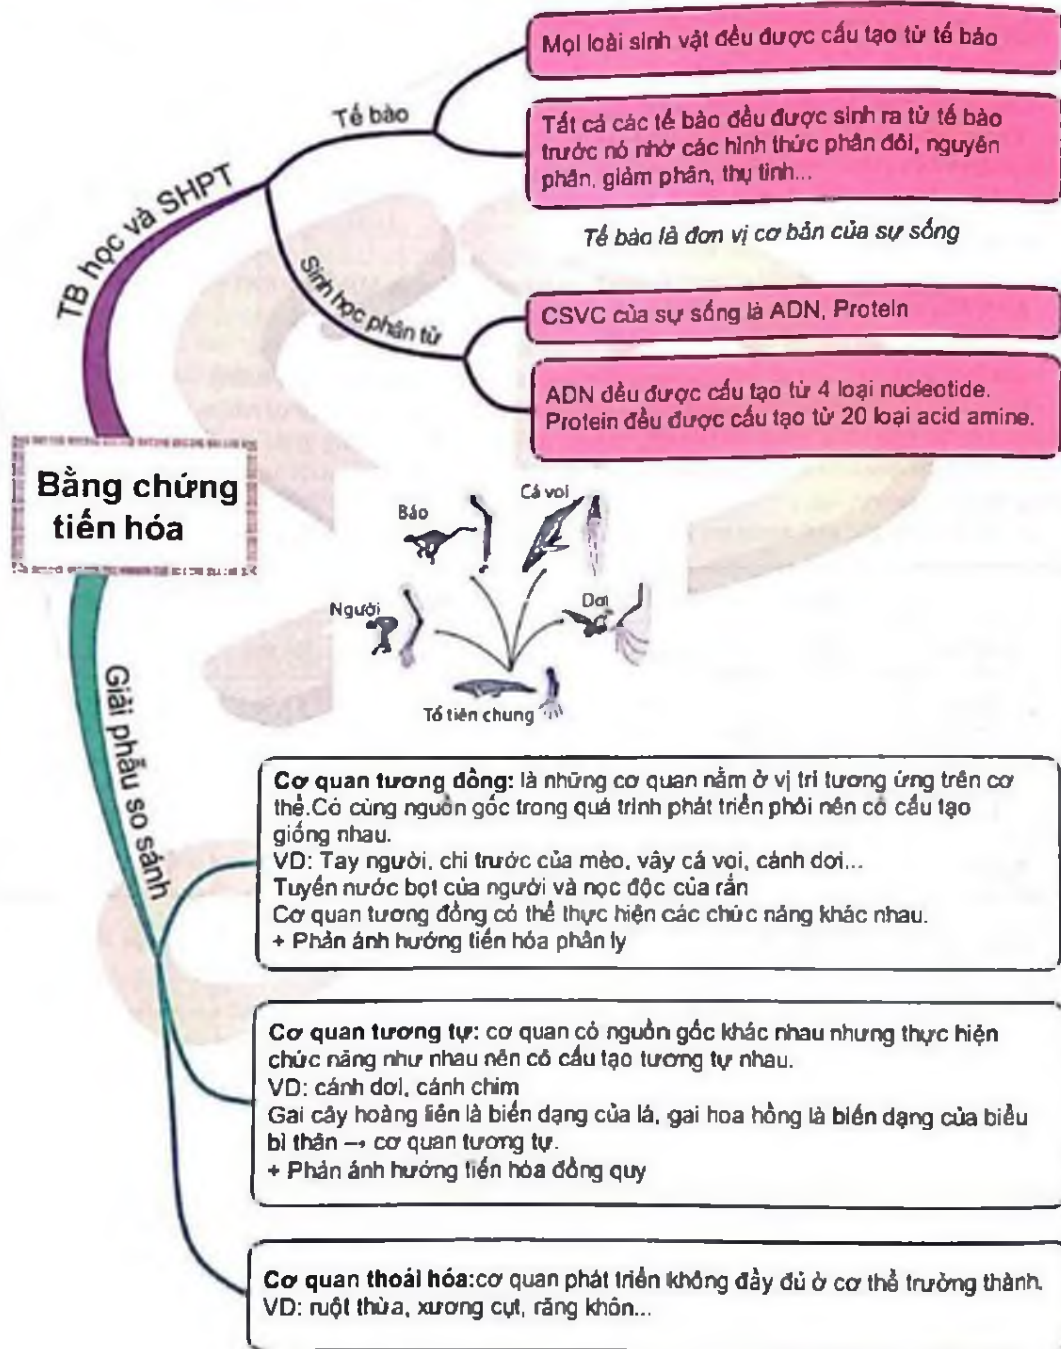 Mọi loài sinh vật đều được cấu tạo từ tế bào
Tế bào
Tất cả các tế bào đều được sinh ra từ tế bào
trước nó nhờ các hình thức phân đôi, nguyên
phân, giảm phân, thụ tinh...
Tế bào là đơn vị cơ bản của sự sống
TB học và SHPT
Sinh học phân tử
CSVC của sự sống là ADN, Protein
ADN đều được cấu tạo từ 4 loại nucleotide.
Protein đều được cấu tạo từ 20 loại acid amine.
Bằng chứng
tiến hóa
Cá voi
Báo
Người
Dơi
Tổ tiên chung
Giải phẫu so sánh
Cơ quan tương đồng: là những cơ quan nằm ở vị trí tương ứng trên cơ
thể.Có cùng nguồn gốc trong quá trình phát triển phôi nên có cấu tạo
giống nhau.
VD: Tay người, chi trước của mèo, vây cá voi, cánh dơi...
Tuyến nước bọt của người và nọc độc của rắn
Cơ quan tương đồng có thể thực hiện các chức năng khác nhau.
+ Phản ánh hướng tiến hóa phân ly
Cơ quan tương tự: cơ quan có nguồn gốc khác nhau nhưng thực hiện
chức năng như nhau nên có cấu tạo tương tự nhau.
VD: cánh dơi, cánh chim
Gai cây hoàng liên là biến dạng của lá, gai hoa hồng là biến dạng của biểu
bì thân → cơ quan tương tự.
+ Phản ánh hướng tiến hóa đồng quy
Cơ quan thoái hóa:cơ quan phát triển không đầy đủ ở cơ thể trưởng thành.
VD: ruột thừa, xương cụt, răng khôn...